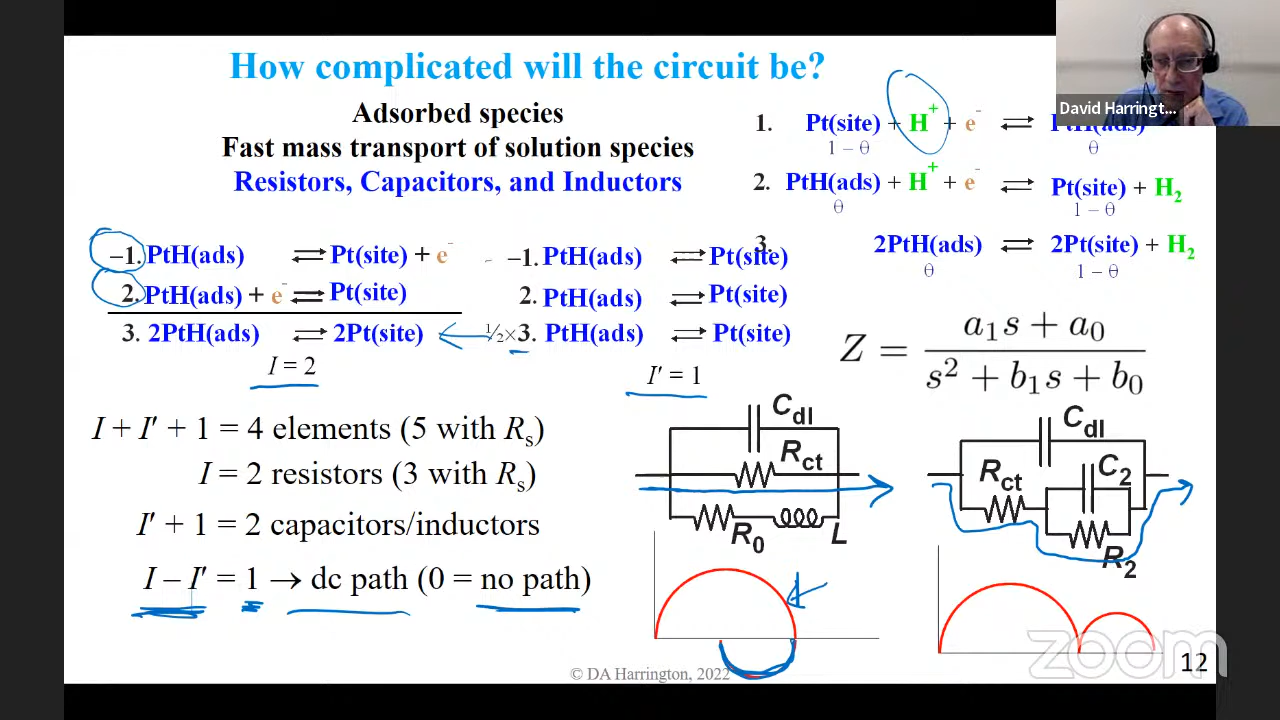 How complicated will the circuit be?
Adsorbed species
Fast mass transport of solution species
Resistors, Capacitors, and Inductors
David Harringt...
1. Pt(site) + H⁺ + e⁻ ⇌ PtH(ads)
1 – θ θ
2. PtH(ads) + H⁺ + e⁻ ⇌ Pt(site) + H₂
θ 1 – θ
3. 2PtH(ads) ⇌ 2Pt(site) + H₂
θ 1 – θ
–1. PtH(ads) ⇌ Pt(site) + e⁻
2. PtH(ads) + e⁻ ⇌ Pt(site)
3. 2PtH(ads) ⇌ 2Pt(site)
I = 2
–1. PtH(ads) ⇌ Pt(site)
2. PtH(ads) ⇌ Pt(site)
½× 3. PtH(ads) ⇌ Pt(site)
I′ = 1
Z = (a₁s + a₀) / (s² + b₁s + b₀)
I + I′ + 1 = 4 elements (5 with Rₛ)
I = 2 resistors (3 with Rₛ)
I′ + 1 = 2 capacitors/inductors
I – I′ = 1 → dc path (0 = no path)
C_dl
R_ct
R₀ L
C_dl
R_ct C₂
R₂
zoom
© DA Harrington, 2022
12